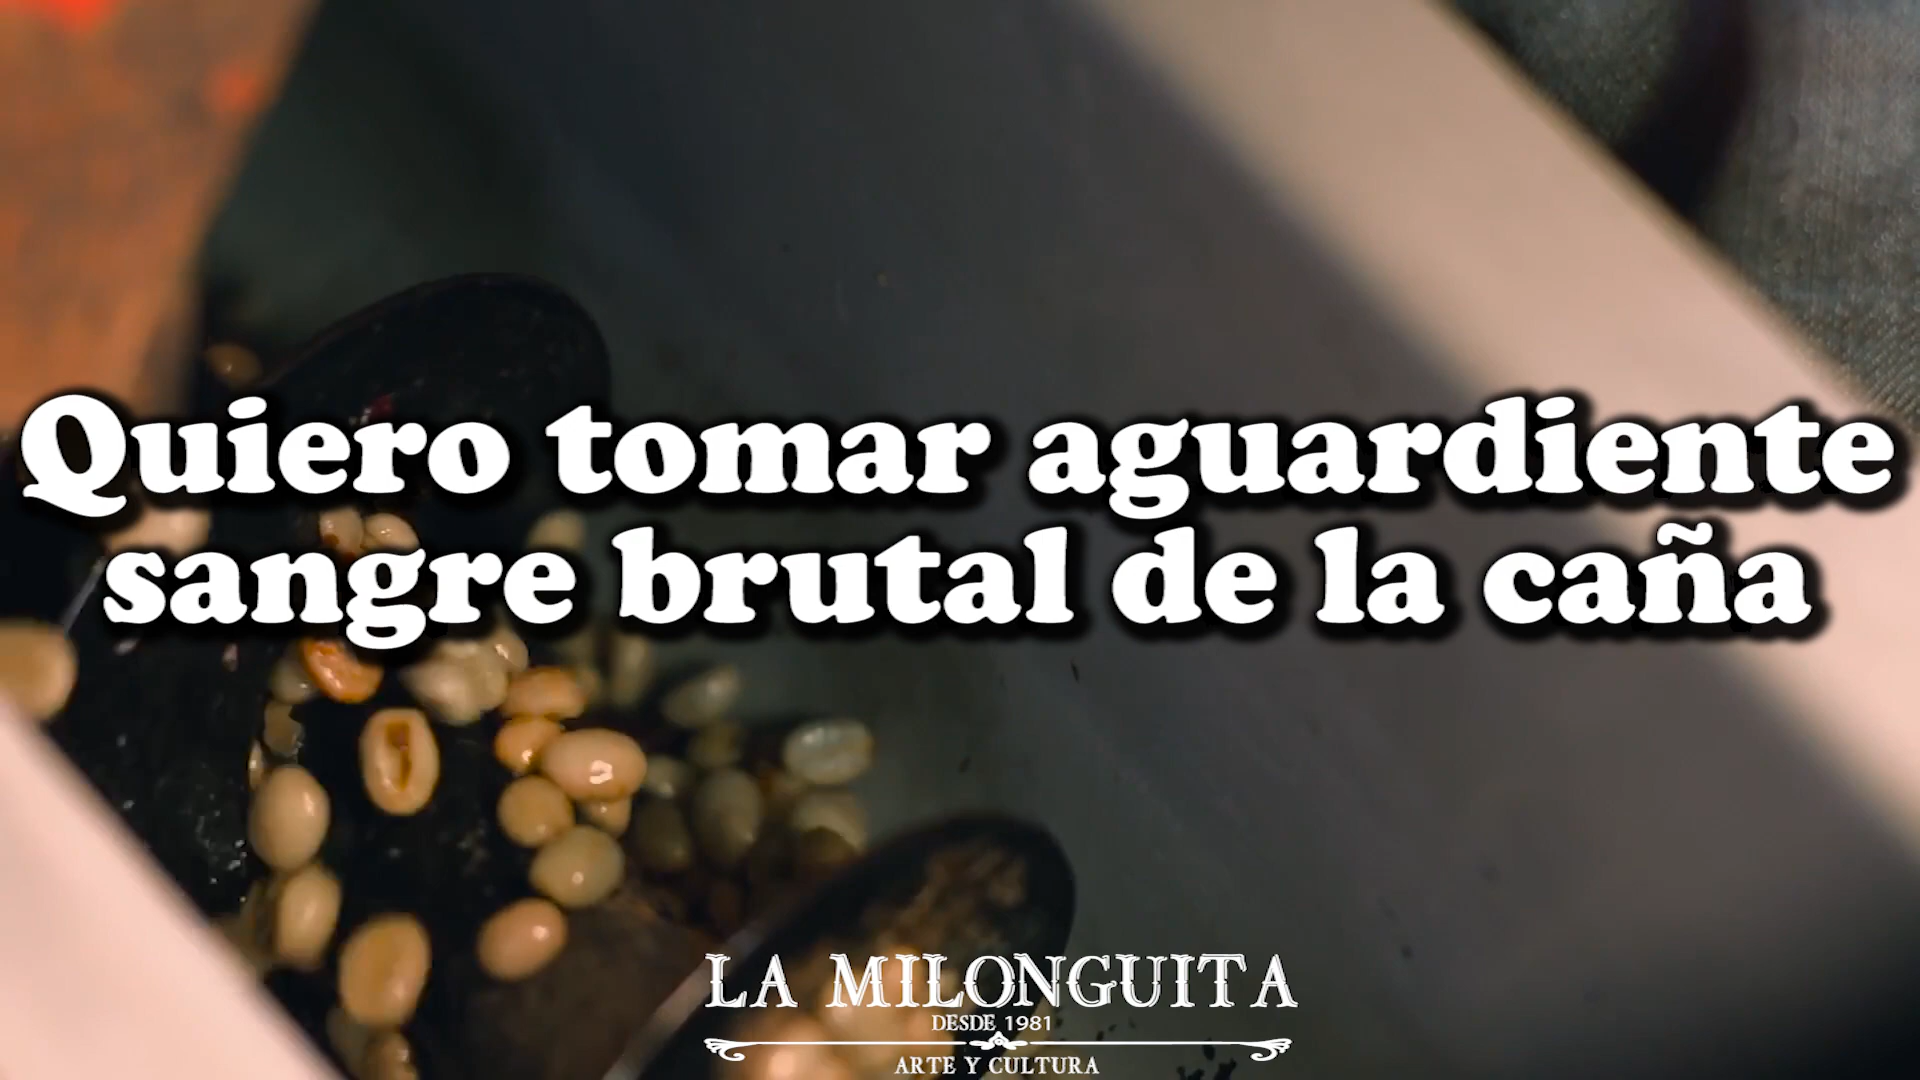 Quiero tomar aguardiente
sangre brutal de la caña
LA MILONGUITA
DESDE 1981
ARTE Y CULTURA